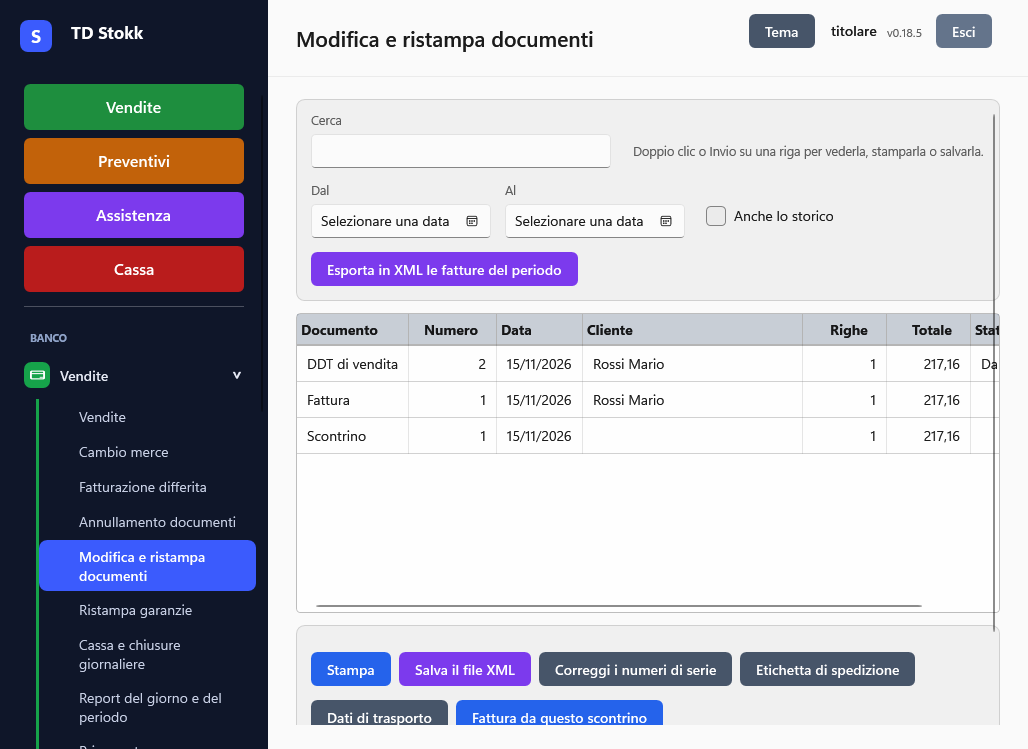 S TD Stokk
Vendite
Preventivi
Assistenza
Cassa
BANCO
Vendite
Vendite
Cambio merce
Fatturazione differita
Annullamento documenti
Modifica e ristampa
documenti
Ristampa garanzie
Cassa e chiusure
giornaliere
Report del giorno e del
periodo
Modifica e ristampa documenti
Tema titolare v0.18.5 Esci
Cerca
Doppio clic o Invio su una riga per vederla, stamparla o salvarla.
Dal Al
Selezionare una data Selezionare una data Anche lo storico
Esporta in XML le fatture del periodo
Documento Numero Data Cliente Righe Totale Stat
DDT di vendita 2 15/11/2026 Rossi Mario 1 217,16 Da
Fattura 1 15/11/2026 Rossi Mario 1 217,16
Scontrino 1 15/11/2026 1 217,16
Stampa Salva il file XML Correggi i numeri di serie Etichetta di spedizione
Dati di trasporto Fattura da questo scontrino